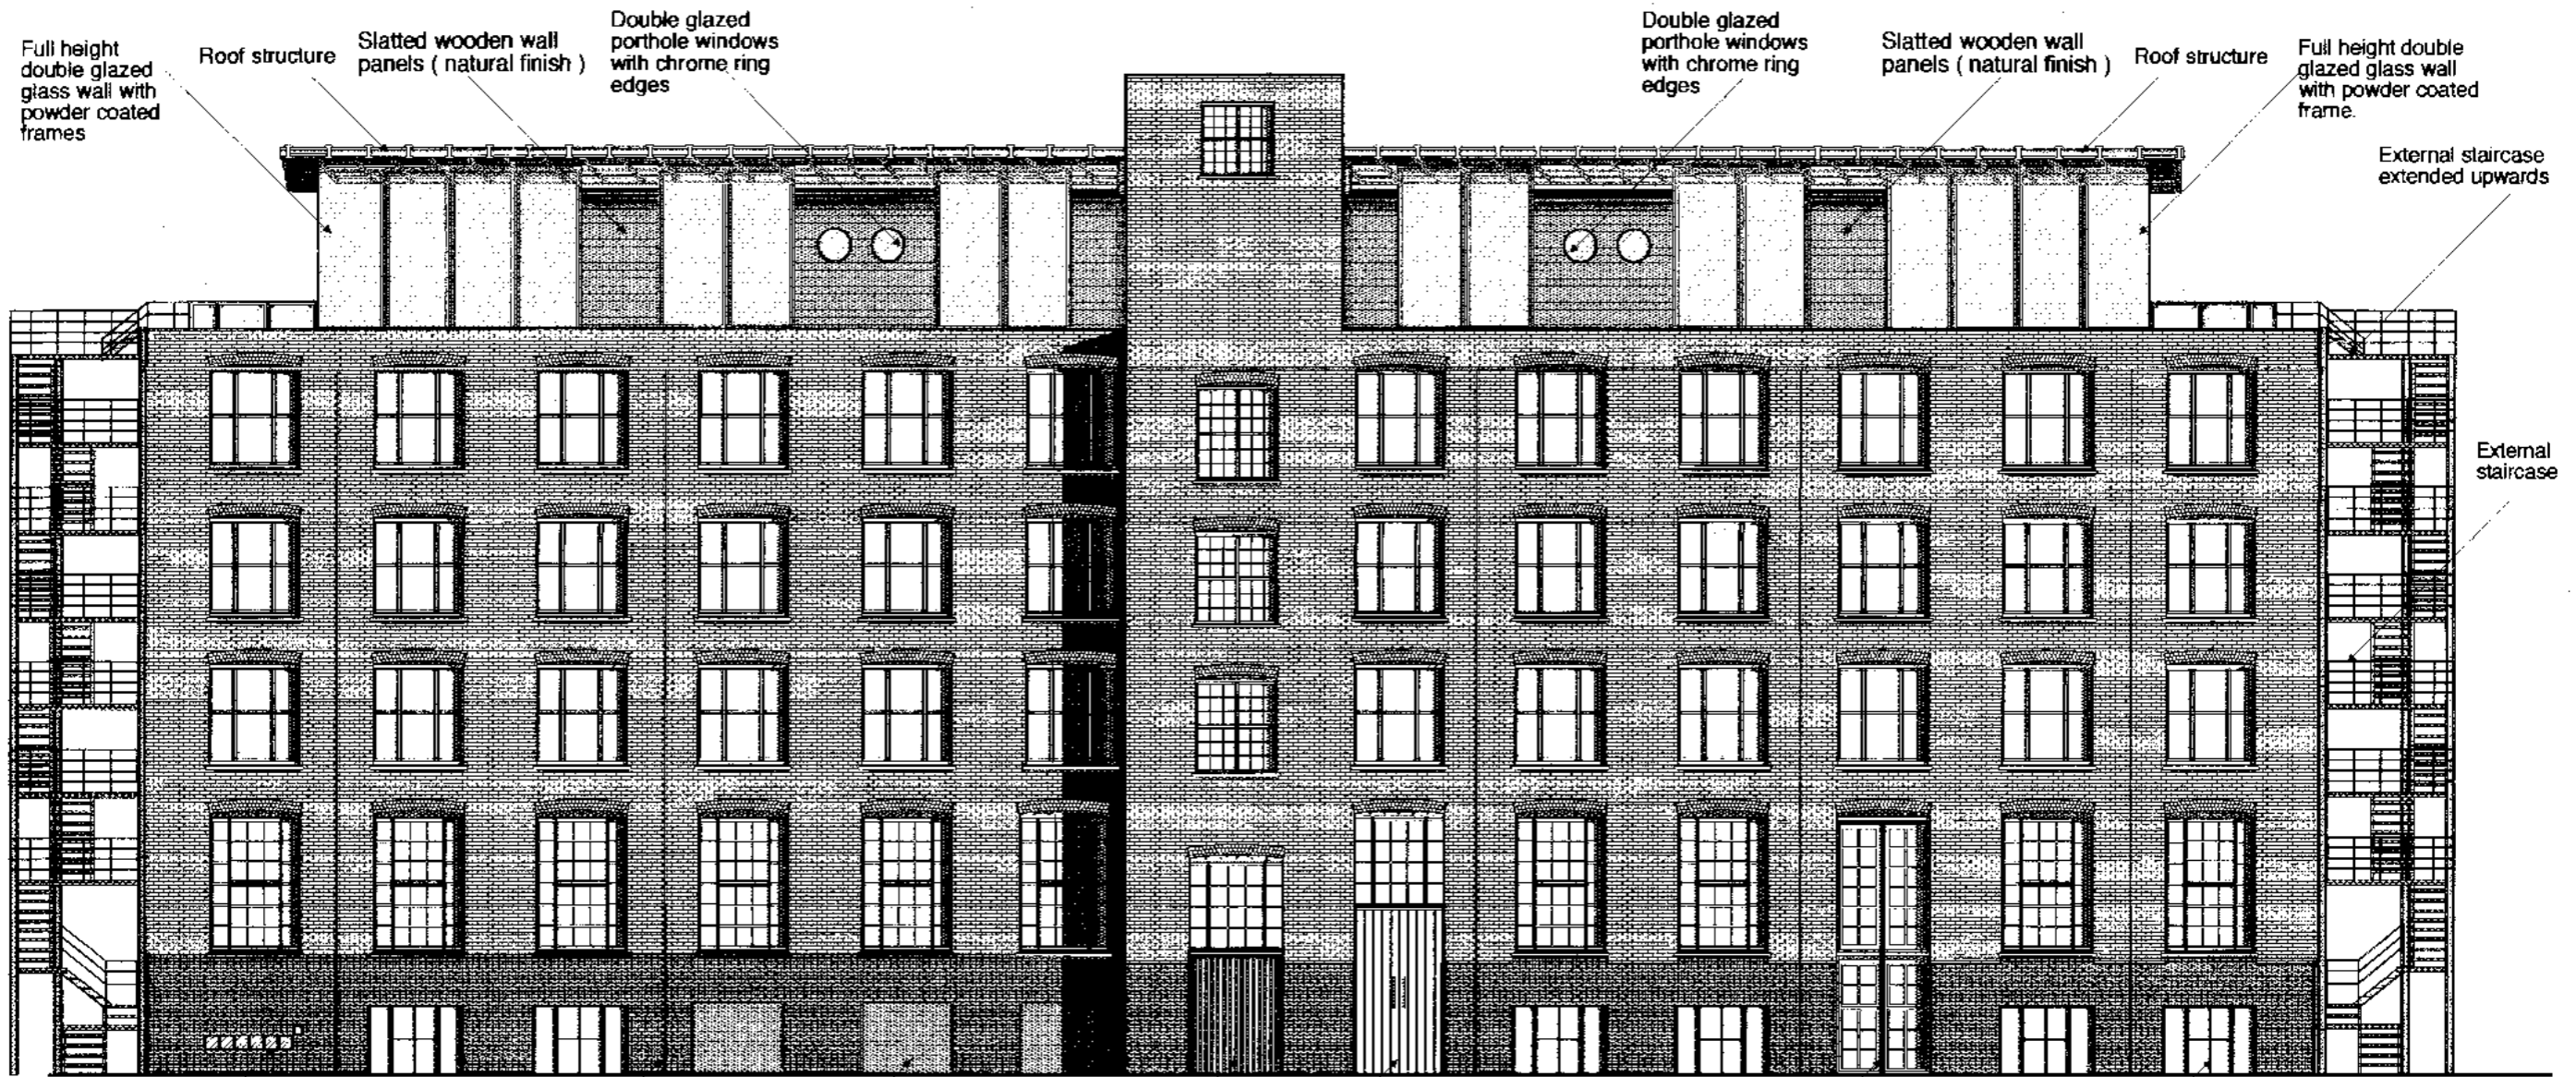 Full height
double glazed
glass wall with
powder coated
frames
Roof structure
Slatted wooden wall
panels ( natural finish )
Double glazed
porthole windows
with chrome ring
edges
Double glazed
porthole windows
with chrome ring
edges
Slatted wooden wall
panels ( natural finish )
Roof structure
Full height double
glazed glass wall
with powder coated
frame.
External staircase
extended upwards
External
staircase